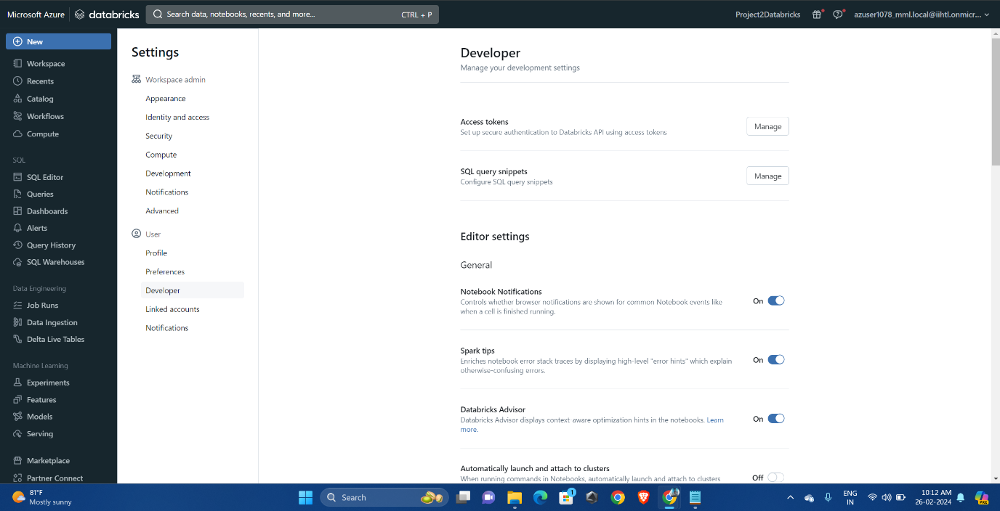 Microsoft Azure
databricks
Search data, notebooks, recents, and more...
CTRL + P
Project2Databricks
azuser1078_mml.local@iihtl.onmicr...
New
Workspace
Recents
Catalog
Workflows
Compute
SQL
SQL Editor
Queries
Dashboards
Alerts
Query History
SQL Warehouses
Data Engineering
Job Runs
Data Ingestion
Delta Live Tables
Machine Learning
Experiments
Features
Models
Serving
Marketplace
Partner Connect
Settings
Workspace admin
Appearance
Identity and access
Security
Compute
Development
Notifications
Advanced
User
Profile
Preferences
Developer
Linked accounts
Notifications
Developer
Manage your development settings
Access tokens
Set up secure authentication to Databricks API using access tokens
Manage
SQL query snippets
Configure SQL query snippets
Manage
Editor settings
General
Notebook Notifications
Controls whether browser notifications are shown for common Notebook events like
when a cell is finished running.
On
Spark tips
Enriches notebook error stack traces by displaying high-level "error hints" which explain
otherwise-confusing errors.
On
Databricks Advisor
Databricks Advisor displays context aware optimization hints in the notebooks. Learn
more.
On
Automatically launch and attach to clusters
When running commands in Notebooks, automatically launch and attach to clusters
Off
81°F
Mostly sunny
Search
1
ENG
IN
10:12 AM
26-02-2024
PRE